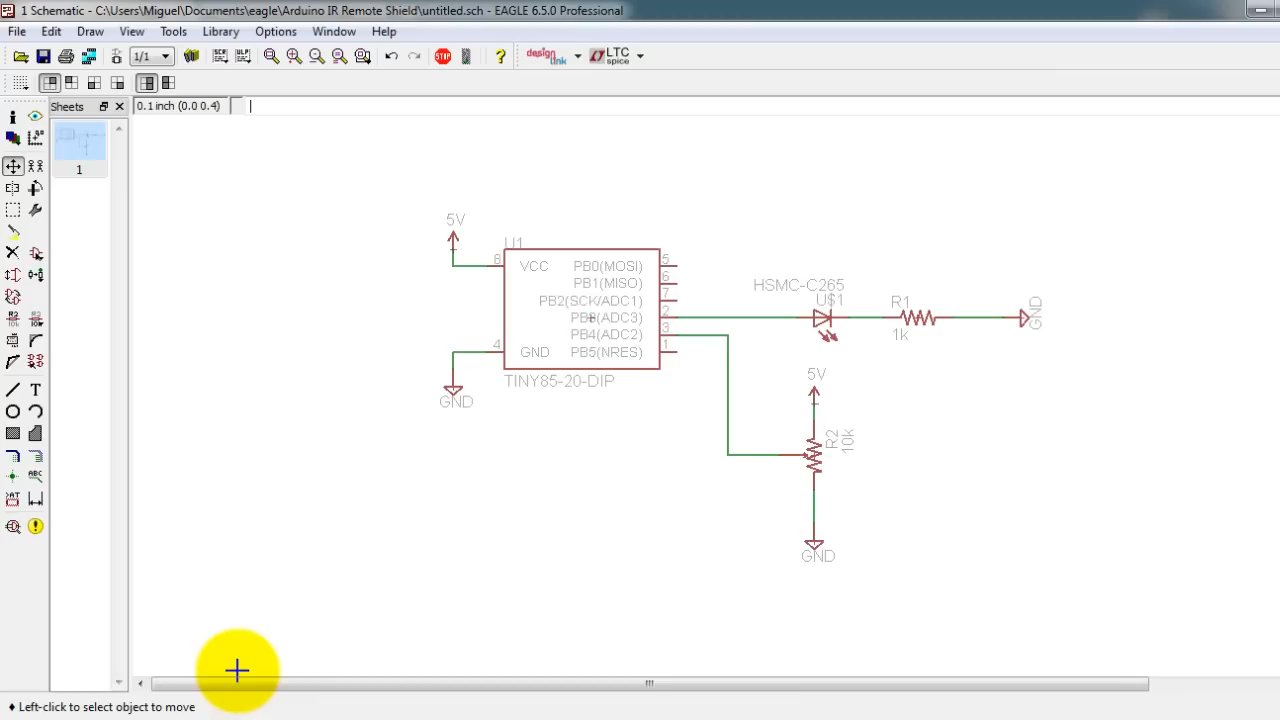 1 Schematic - C:\Users\Miguel\Documents\eagle\Arduino IR Remote Shield\untitled.sch - EAGLE 6.5.0 Professional
File Edit Draw View Tools Library Options Window Help
1/1 SCR ULP STOP ? design link LTC spice
Sheets 0.1 inch (0.0 0.4)
1
5V
U1
8 VCC PB0(MOSI) 5
PB1(MISO) 6
PB2(SCK/ADC1) 7
PB3(ADC3) 2
PB4(ADC2) 3
4 GND PB5(NRES) 1
TINY85-20-DIP
GND
HSMC-C265
U$1
R1
1k
GND
5V
R2
10k
GND
Left-click to select object to move